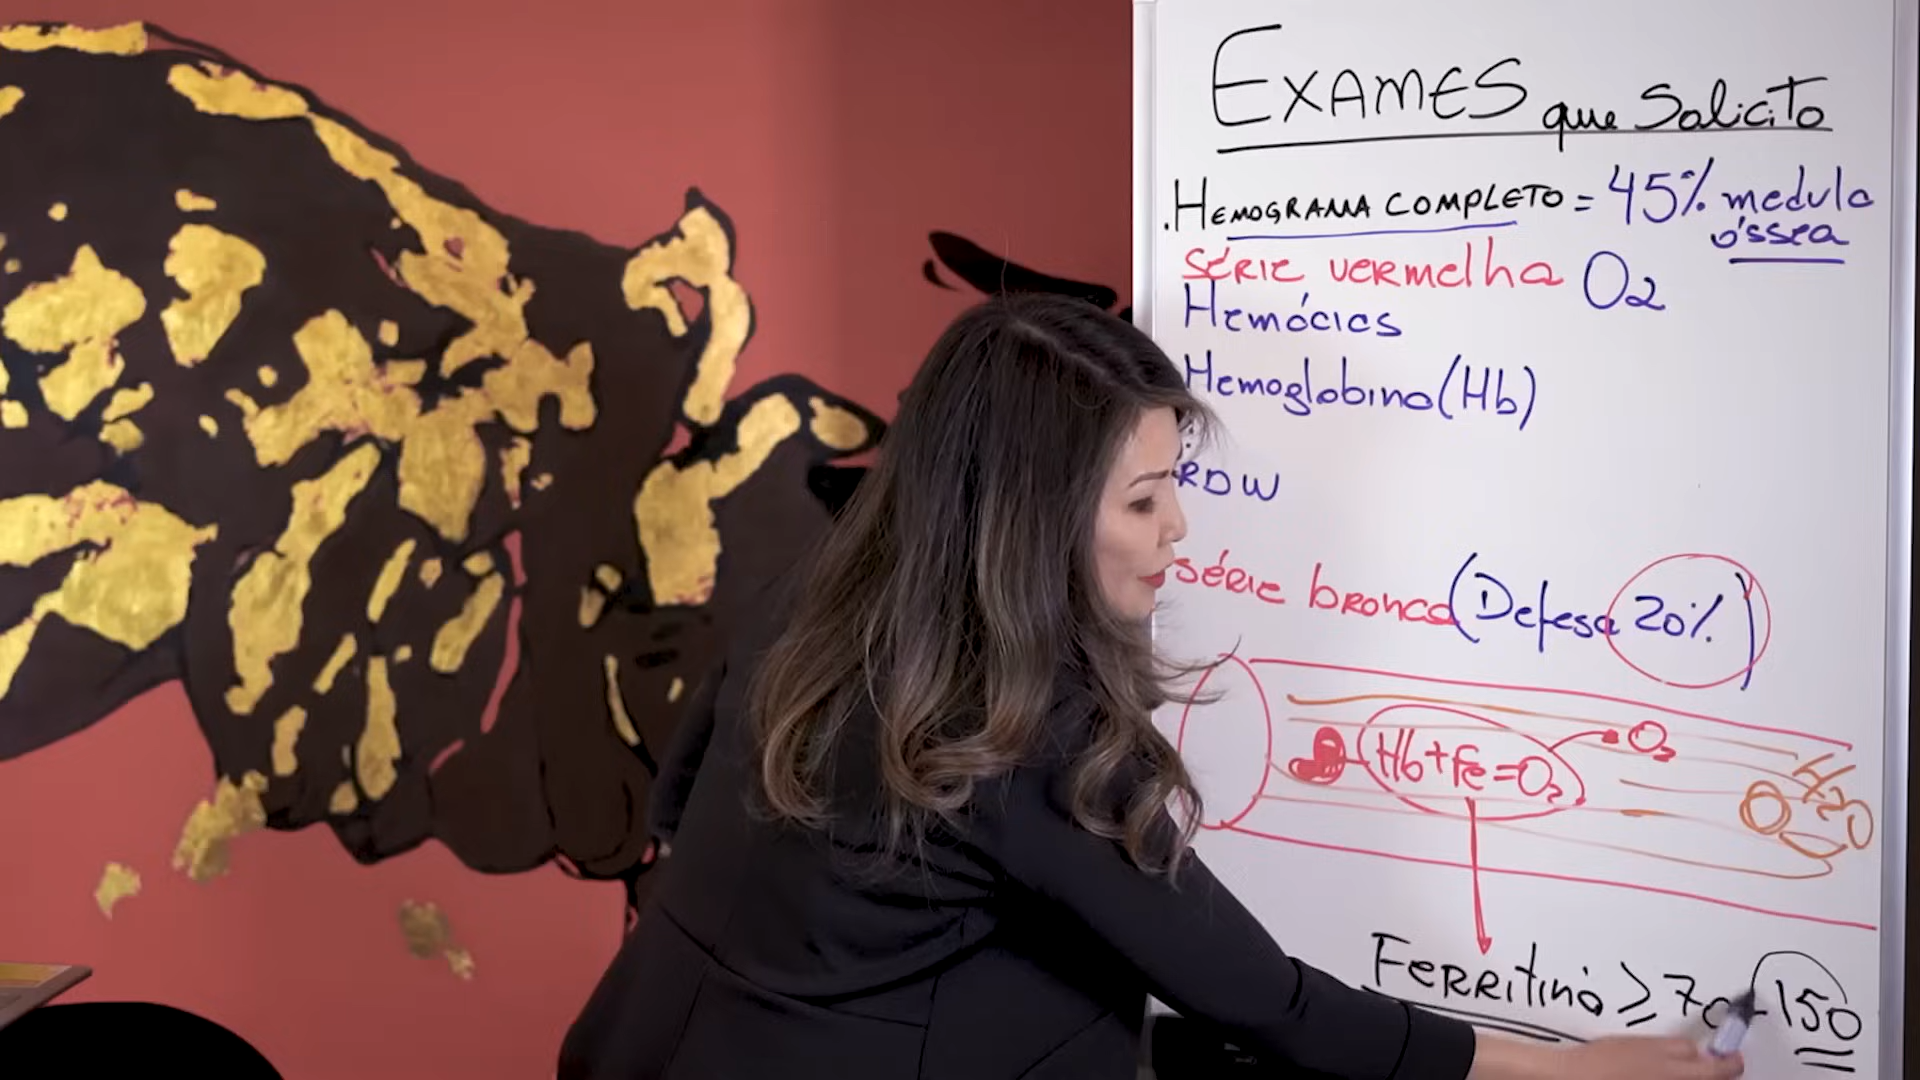 EXAMES que Solicito
.HEMOGRAMA COMPLETO = 45% medula óssea
SÉRIE vermelha O2
Hemácias
Hemoglobina (Hb)
RDW
série branca (Defesa 20%)
Hb+Fe=O2
O2
H2O
FERRITINA ≥ 70-150